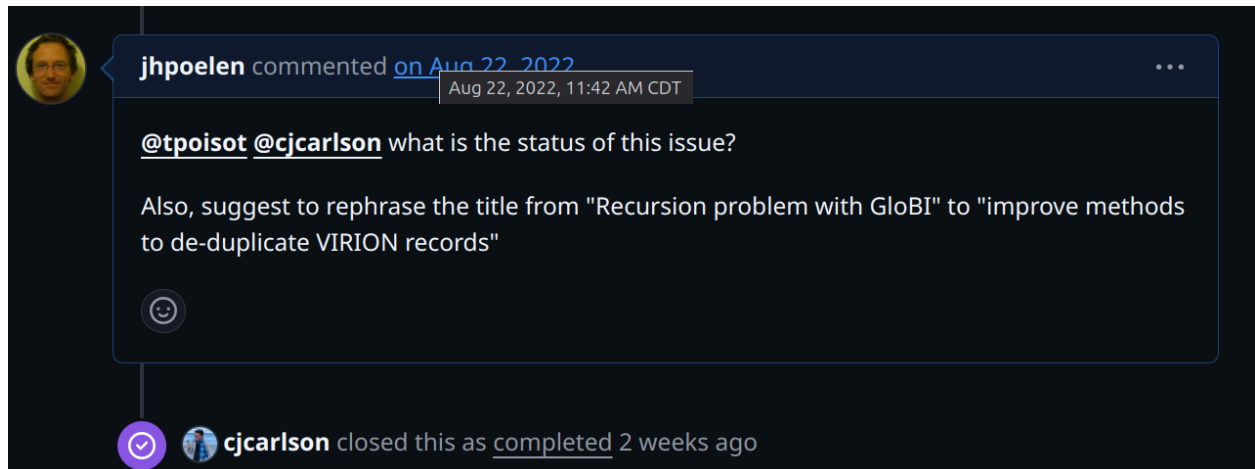 jhpoelen commented on Aug 22, 2022
Aug 22, 2022, 11:42 AM CDT
@tpoisot @cjcarlson what is the status of this issue?
Also, suggest to rephrase the title from "Recursion problem with GloBI" to "improve methods
to de-duplicate VIRION records"
cjcarlson closed this as completed 2 weeks ago